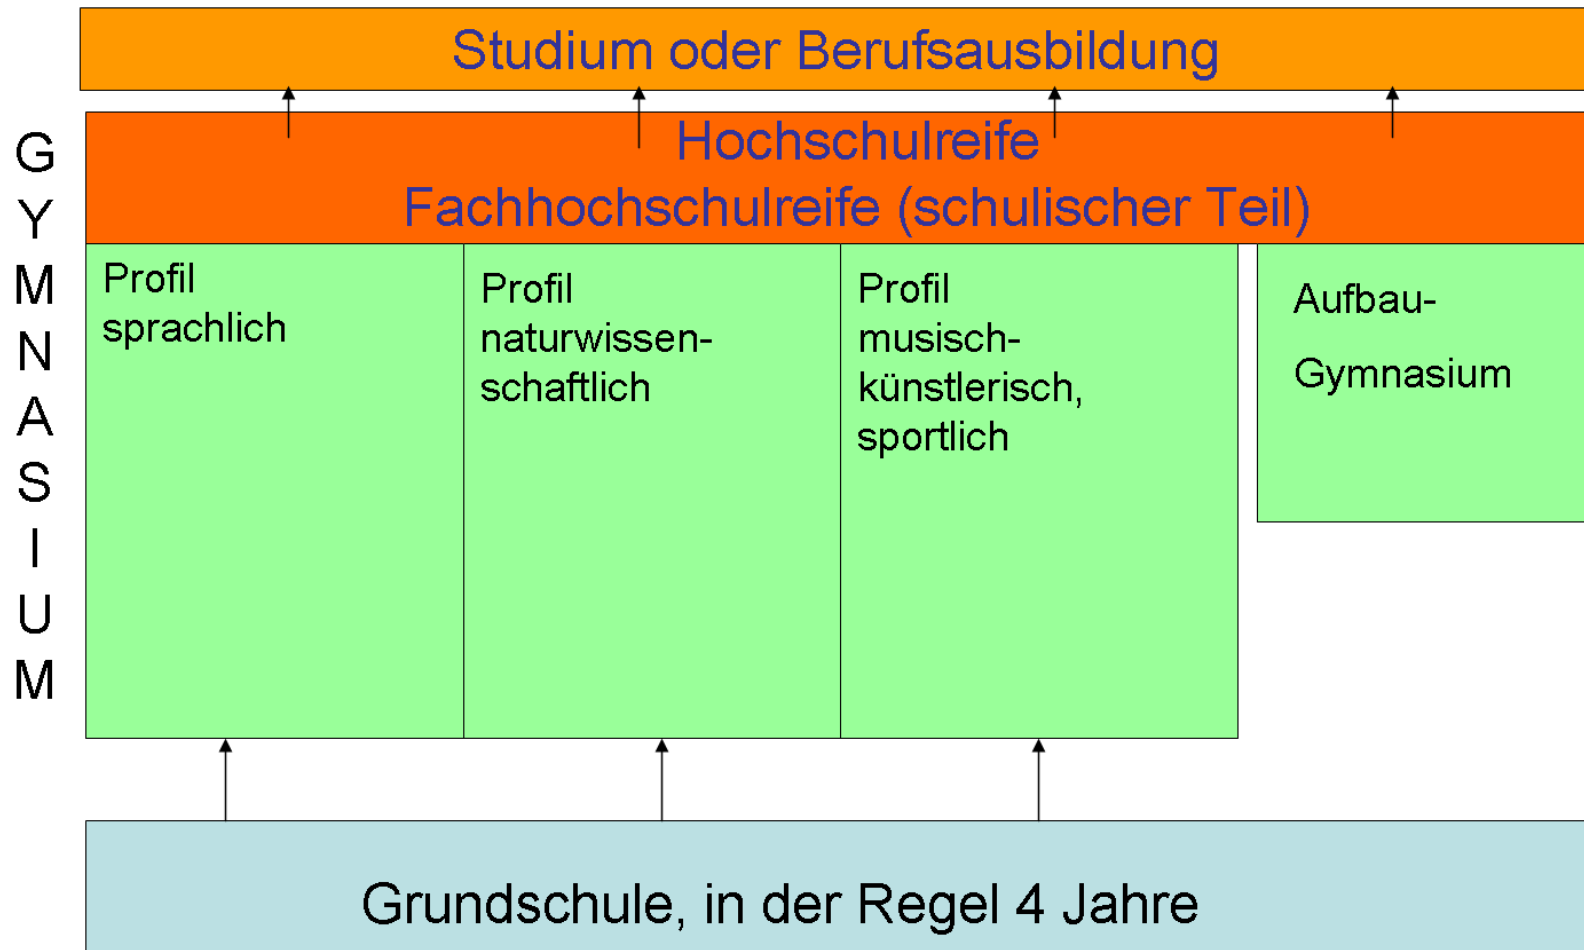 Studium oder Berufsausbildung
GYMNASIUM
Hochschulreife
Fachhochschulreife (schulischer Teil)
Profil
sprachlich
Profil
naturwissen-
schaftlich
Profil
musisch-
künstlerisch,
sportlich
Aufbau-
Gymnasium
Grundschule, in der Regel 4 Jahre